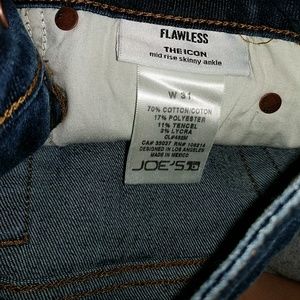 FLAWLESS
THE ICON
mid rise skinny ankle
W 31
70% COTTON/COTON
17% POLYESTER
11% TENCEL
2% LYCRA
CA# 35037 RN# 108214
DESIGNED IN LOS ANGELES
MADE IN MEXICO
JOE'S